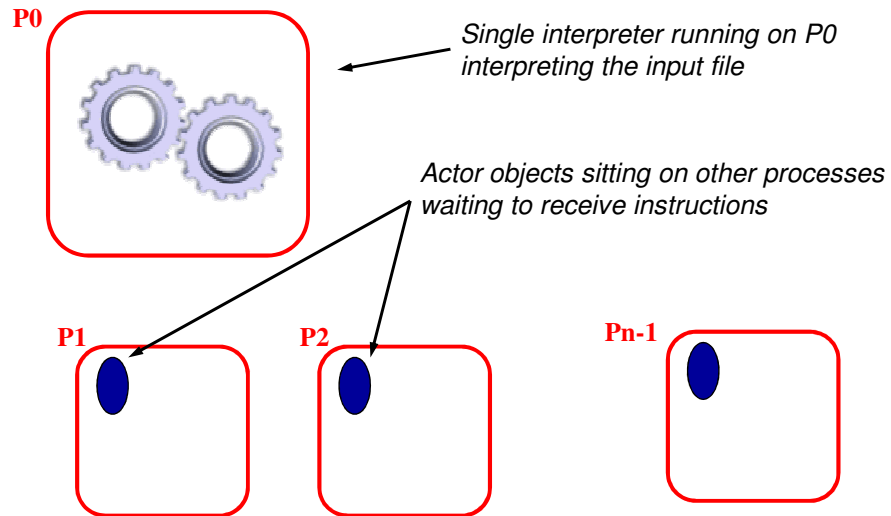 P0
Single interpreter running on P0
interpreting the input file
Actor objects sitting on other processes
waiting to receive instructions
P1
P2
Pn-1